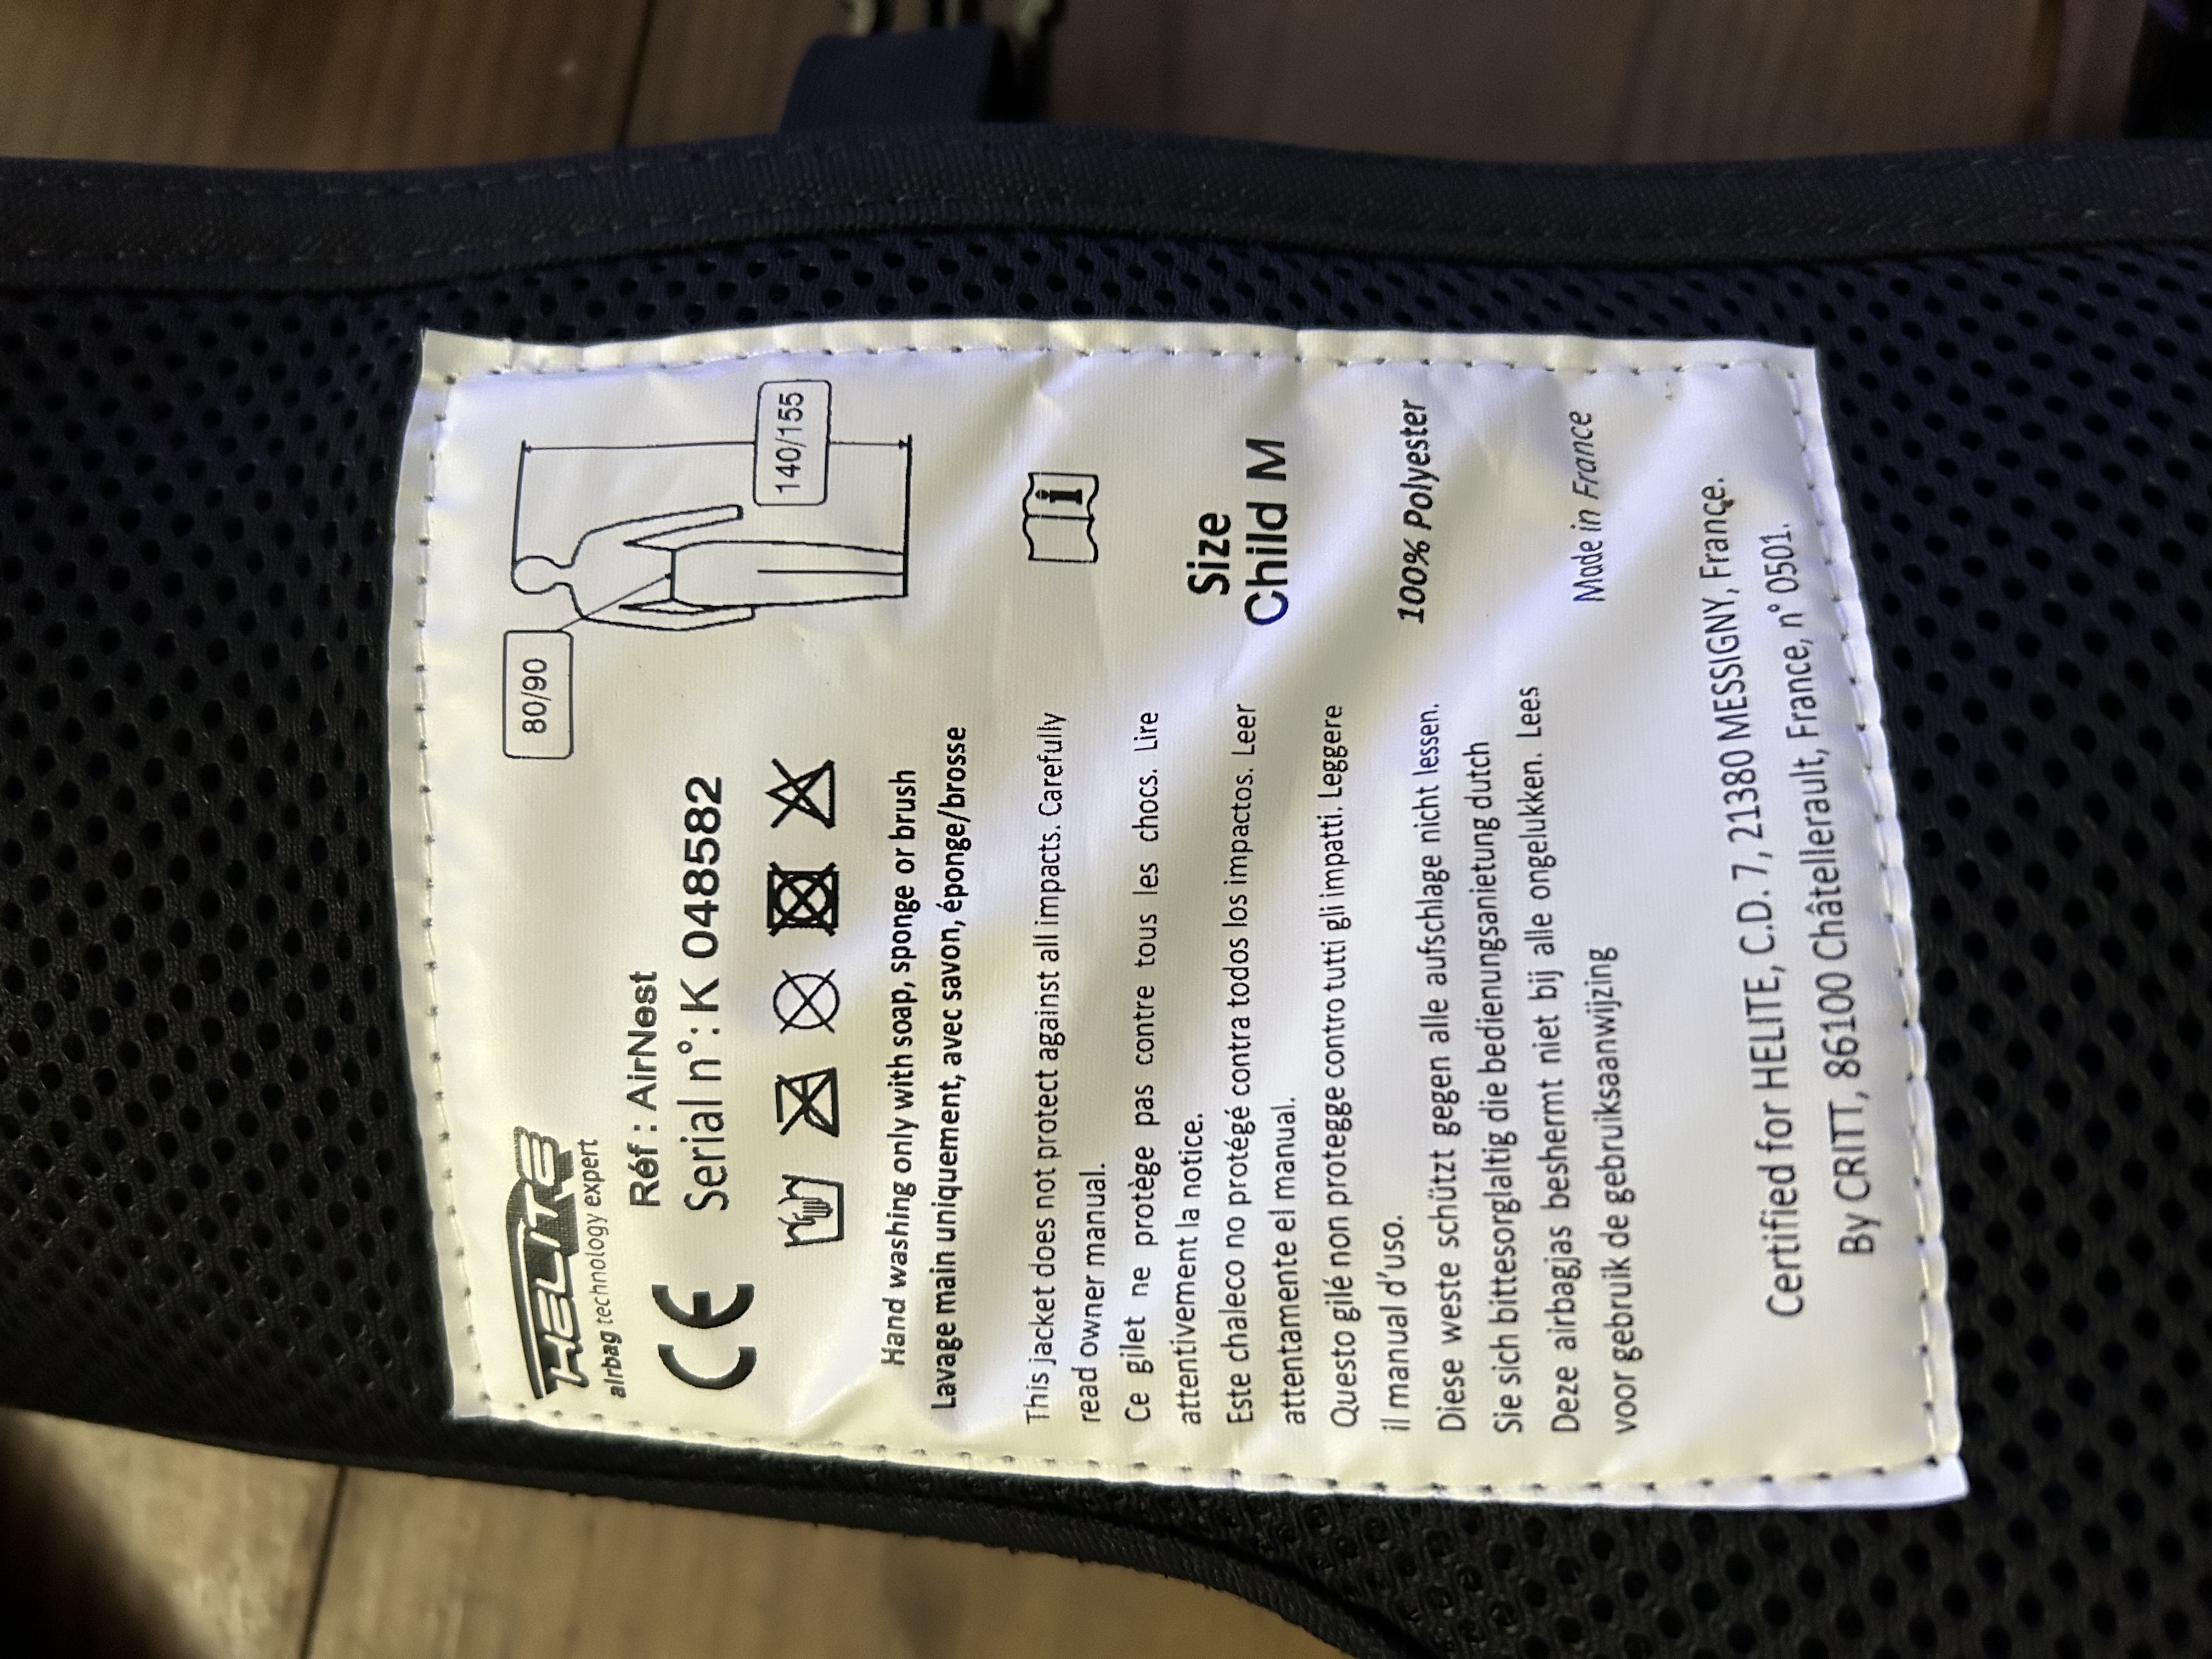 HELITE
airbag technology expert
80/90
140/155
CE
Réf : AirNest
Serial n°: K 048582
Hand washing only with soap, sponge or brush
Lavage main uniquement, avec savon, éponge/brosse
This jacket does not protect against all impacts. Carefully
read owner manual.
Ce gilet ne protège pas contre tous les chocs. Lire
attentivement la notice.
Este chaleco no protégé contra todos los impactos. Leer
attentamente el manual.
Questo gilé non protegge contro tutti gli impatti. Leggere
il manual d'uso.
Diese weste schützt gegen alle aufschlage nicht lessen.
Sie sich bittesorglaltig die bedienungsanietung dutch
Deze airbagjas beshermt niet bij alle ongelukken. Lees
voor gebruik de gebruiksaanwijzing
i
Size
Child M
100% Polyester
Made in France
Certified for HELITE, C.D. 7, 21380 MESSIGNY, France.
By CRITT, 86100 Châtellerault, France, n° 0501.